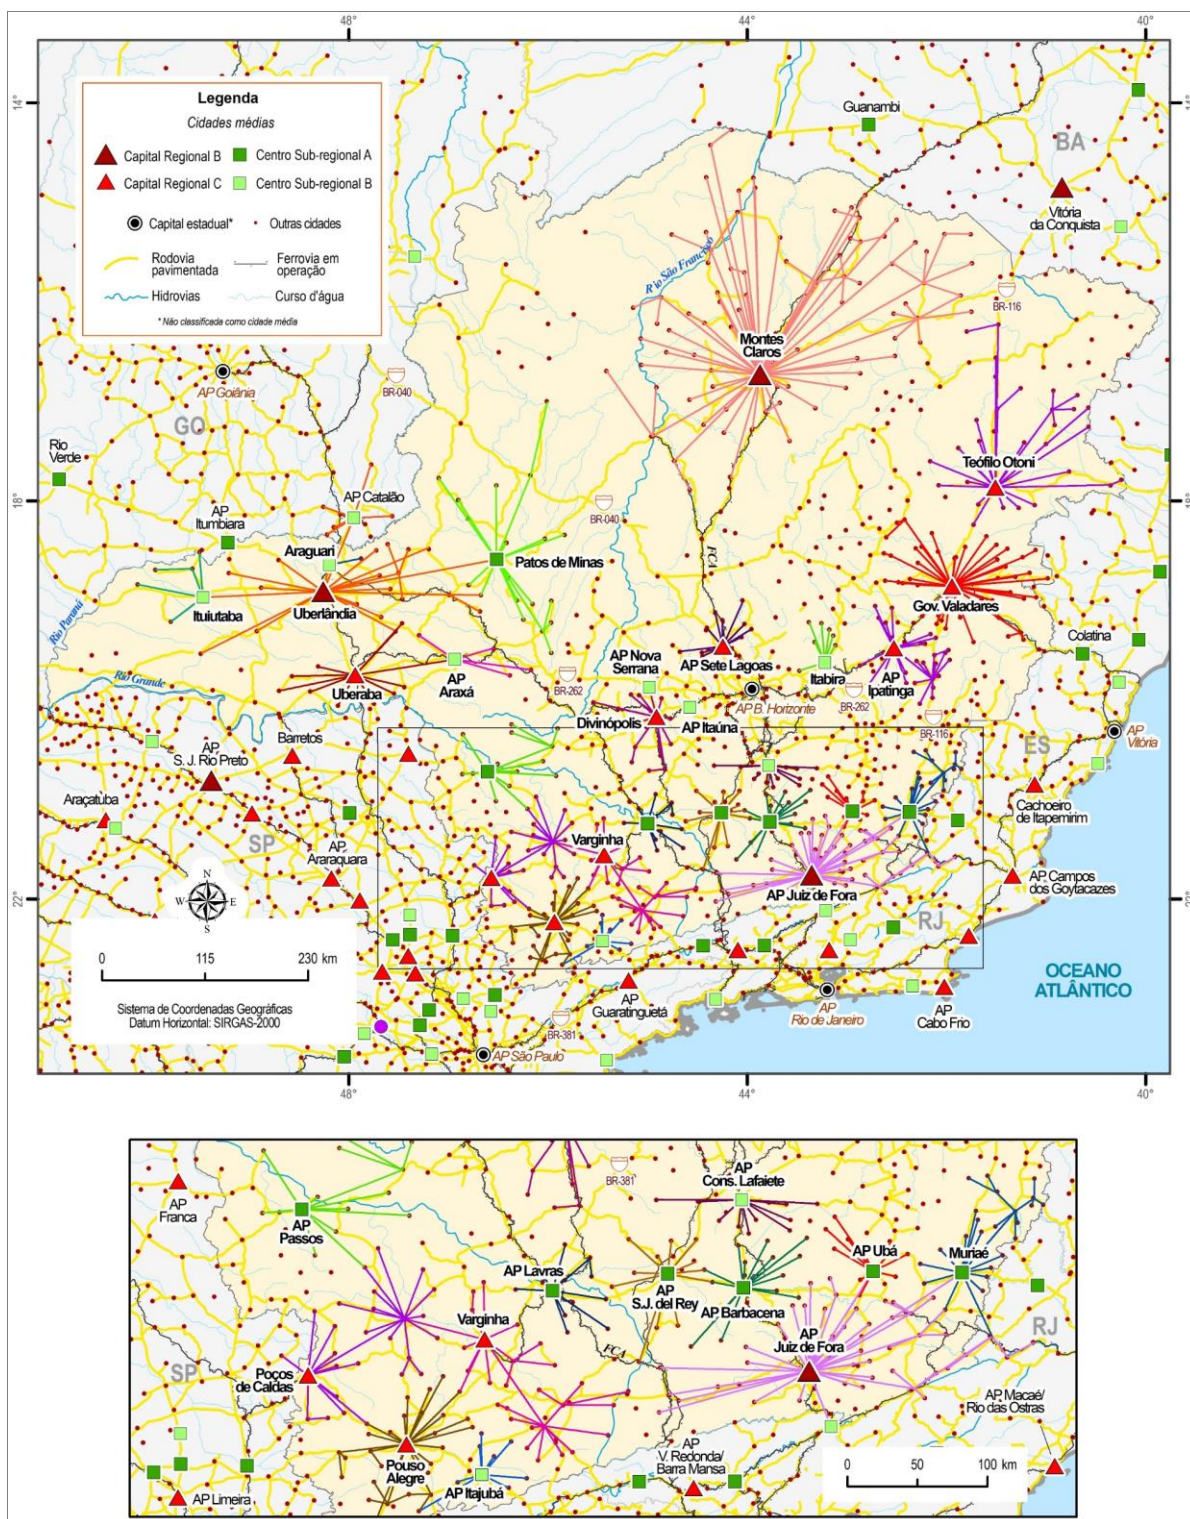 48°
44°
40°
14°
Legenda
Cidades médias
Capital Regional B
Centro Sub-regional A
Capital Regional C
Centro Sub-regional B
Capital estadual*
Outras cidades
Rodovia
pavimentada
Ferrovia em
operação
Hidrovias
Curso d'água
* Não classificada como cidade média
Guanambi
BA
Vitória
da Conquista
Rio São Francisco
BR-116
Montes
Claros
AP Goiânia
BR-040
GO
Rio
Verde
Teófilo Otoni
18°
AP Catalão
AP
Itumbiara
BR-040
Araguari
Patos de Minas
FCA
Ituiutaba
Uberlândia
Gov. Valadares
Rio Paraná
Colatina
AP Nova
Serrana
AP Sete Lagoas
Itabira
AP
Ipatinga
Uberaba
AP
Araxá
BR-262
Rio Grande
AP B. Horizonte
BR-262
Divinópolis
AP Itaúna
BR-116
AP
Vitória
ES
Barretos
AP
S. J. Rio Preto
Araçatuba
Cachoeiro
de Itapemirim
SP
AP
Araraquara
Varginha
AP Juiz de Fora
AP Campos
dos Goytacazes
22°
22°
N
W
E
S
RJ
0
115
230 km
OCEANO
ATLÂNTICO
AP
Guaratinguetá
AP
Rio de Janeiro
AP
Cabo Frio
Sistema de Coordenadas Geográficas
Datum Horizontal: SIRGAS-2000
BR-381
AP São Paulo
48°
44°
40°
BR-381
AP
Cons. Lafaiete
AP
Franca
AP
Passos
AP Lavras
AP
S.J. del Rey
AP Barbacena
AP Ubá
Muriaé
Varginha
FCA
AP
Juiz de Fora
RJ
SP
Poços
de Caldas
AP Macaé/
Rio das Ostras
Pouso
Alegre
AP Itajubá
AP
V. Redonda/
Barra Mansa
0
50
100 km
AP Limeira